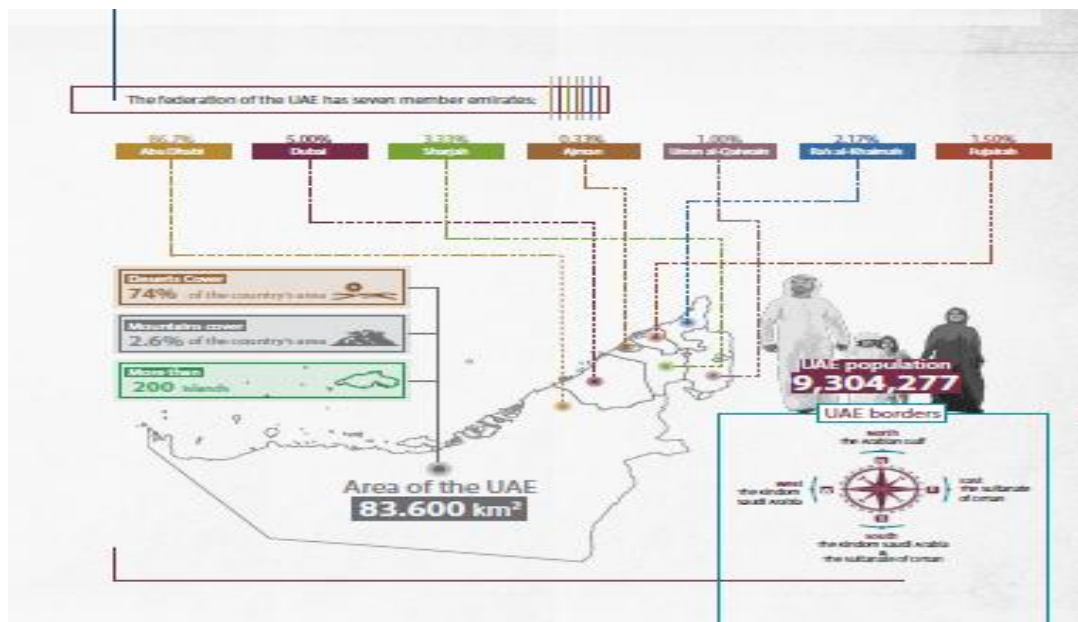 The federation of the UAE has seven member emirates:
86.7% 5.00% 3.33% 0.33% 1.00% 2.17% 1.50%
Abu Dhabi Dubai Sharjah Ajman Umm al-Quiwain Ra's al-Khaimah Fujairah
Deserts Cover
74% of the country's area
Mountains cover
2.6% of the country's area
More than
200 Islands
Area of the UAE
83.600 km²
UAE population
9,304,277
UAE borders
North
the Arabian Gulf
west
the kindom
saudi Arabia
East
the sultanate
of Oman
south
the kindom saudi Arabia
&
the sultanate of Oman